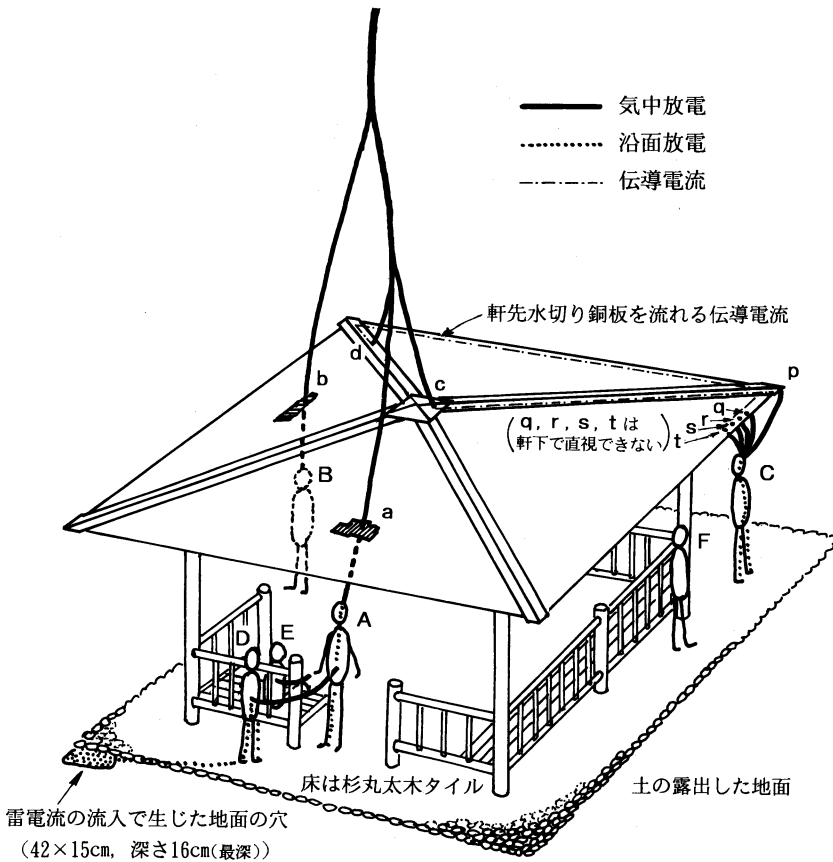 気中放電
沿面放電
伝導電流
軒先水切り銅板を流れる伝導電流
d
p
b
c
q
(q, r, s, tは
軒下で直視できない)
r
s
t
C
B
a
F
A
D
E
床は杉丸太木タイル
土の露出した地面
雷電流の流入で生じた地面の穴
(42×15cm, 深さ16cm(最深))